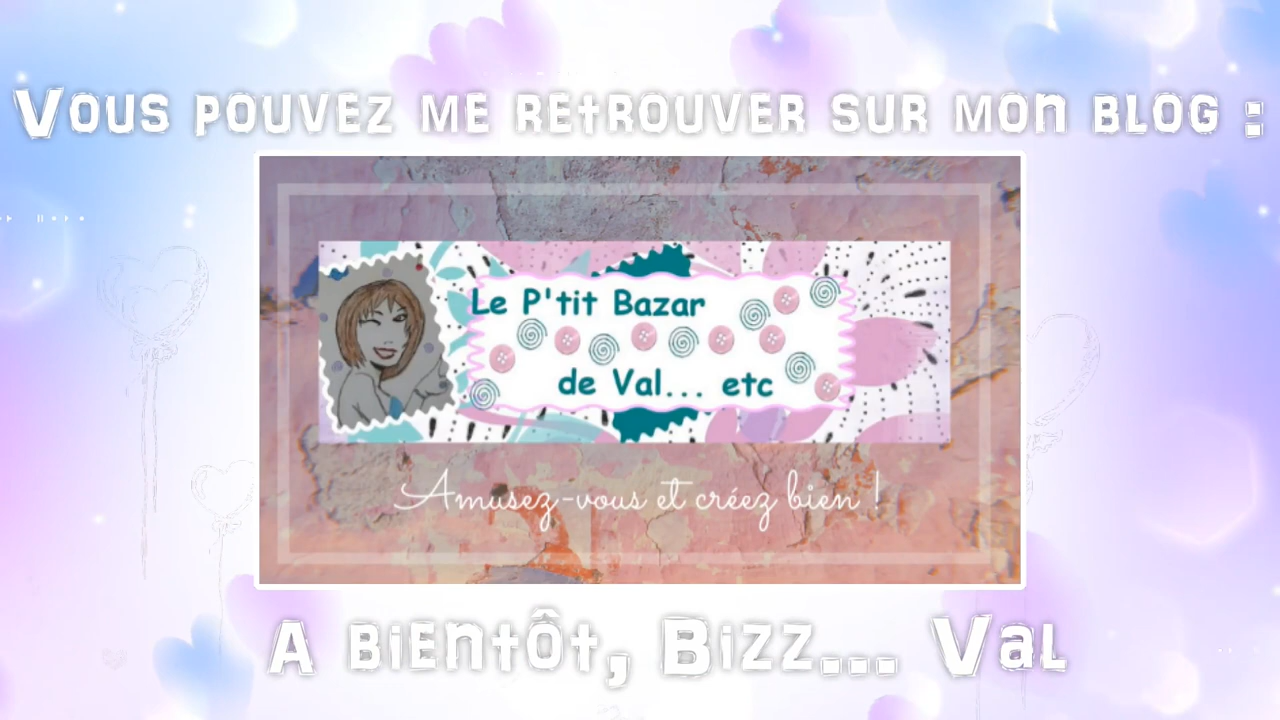 Vous pouvez me retrouver sur mon blog :
Le P'tit Bazar
de Val... etc
Amusez-vous et créez bien !
A bientôt, Bizz... Val